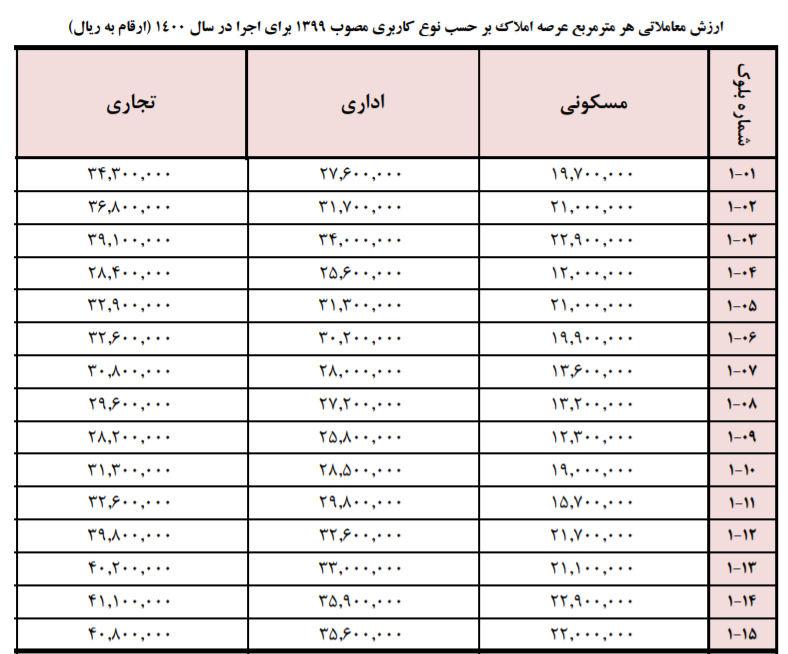 ارزش معاملاتی هر مترمربع عرصه املاک بر حسب نوع کاربری مصوب ۱۳۹۹ برای اجرا در سال ۱۴۰۰ (ارقام به ریال)
شماره بلوک مسکونی اداری تجاری
۱-۰۱ ۱۹,۷۰۰,۰۰۰ ۲۷,۶۰۰,۰۰۰ ۳۴,۳۰۰,۰۰۰
۱-۰۲ ۲۱,۰۰۰,۰۰۰ ۳۱,۷۰۰,۰۰۰ ۳۶,۸۰۰,۰۰۰
۱-۰۳ ۲۲,۹۰۰,۰۰۰ ۳۴,۰۰۰,۰۰۰ ۳۹,۱۰۰,۰۰۰
۱-۰۴ ۱۲,۰۰۰,۰۰۰ ۲۵,۶۰۰,۰۰۰ ۲۸,۴۰۰,۰۰۰
۱-۰۵ ۲۱,۰۰۰,۰۰۰ ۳۱,۳۰۰,۰۰۰ ۳۲,۹۰۰,۰۰۰
۱-۰۶ ۱۹,۹۰۰,۰۰۰ ۳۰,۲۰۰,۰۰۰ ۳۲,۶۰۰,۰۰۰
۱-۰۷ ۱۳,۶۰۰,۰۰۰ ۲۸,۰۰۰,۰۰۰ ۳۰,۸۰۰,۰۰۰
۱-۰۸ ۱۳,۲۰۰,۰۰۰ ۲۷,۲۰۰,۰۰۰ ۲۹,۶۰۰,۰۰۰
۱-۰۹ ۱۲,۳۰۰,۰۰۰ ۲۵,۸۰۰,۰۰۰ ۲۸,۲۰۰,۰۰۰
۱-۱۰ ۱۹,۰۰۰,۰۰۰ ۲۸,۵۰۰,۰۰۰ ۳۱,۳۰۰,۰۰۰
۱-۱۱ ۱۵,۷۰۰,۰۰۰ ۲۹,۸۰۰,۰۰۰ ۳۲,۶۰۰,۰۰۰
۱-۱۲ ۲۱,۷۰۰,۰۰۰ ۳۲,۶۰۰,۰۰۰ ۳۹,۸۰۰,۰۰۰
۱-۱۳ ۲۱,۱۰۰,۰۰۰ ۳۳,۰۰۰,۰۰۰ ۴۰,۲۰۰,۰۰۰
۱-۱۴ ۲۲,۹۰۰,۰۰۰ ۳۵,۹۰۰,۰۰۰ ۴۱,۱۰۰,۰۰۰
۱-۱۵ ۲۲,۰۰۰,۰۰۰ ۳۵,۶۰۰,۰۰۰ ۴۰,۸۰۰,۰۰۰